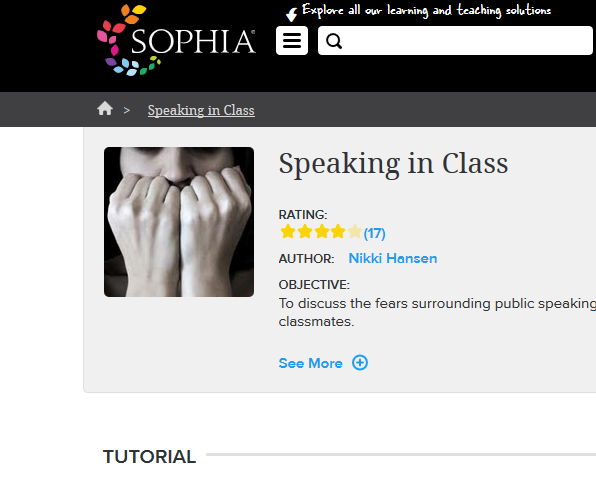 Explore all our learning and teaching solutions
SOPHIA®
> Speaking in Class
Speaking in Class
RATING:
(17)
AUTHOR: Nikki Hansen
OBJECTIVE:
To discuss the fears surrounding public speaking
classmates.
See More
TUTORIAL